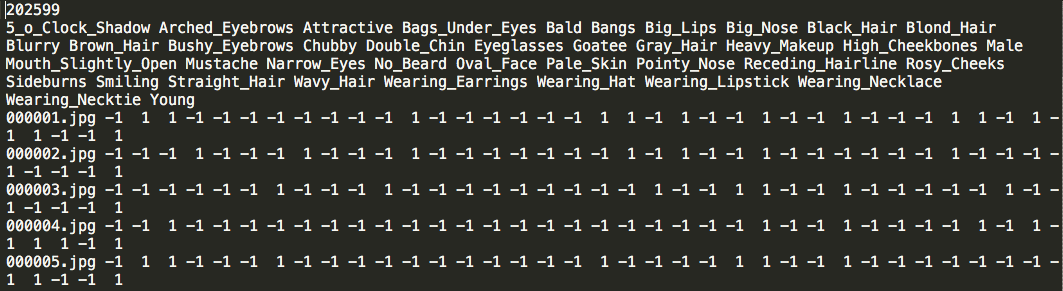 202599
5_o_Clock_Shadow Arched_Eyebrows Attractive Bags_Under_Eyes Bald Bangs Big_Lips Big_Nose Black_Hair Blond_Hair
Blurry Brown_Hair Bushy_Eyebrows Chubby Double_Chin Eyeglasses Goatee Gray_Hair Heavy_Makeup High_Cheekbones Male
Mouth_Slightly_Open Mustache Narrow_Eyes No_Beard Oval_Face Pale_Skin Pointy_Nose Receding_Hairline Rosy_Cheeks
Sideburns Smiling Straight_Hair Wavy_Hair Wearing_Earrings Wearing_Hat Wearing_Lipstick Wearing_Necklace
Wearing_Necktie Young
000001.jpg -1  1  1 -1 -1 -1 -1 -1 -1 -1 -1  1 -1 -1 -1 -1 -1 -1  1  1 -1  1 -1 -1  1 -1 -1  1 -1 -1 -1  1  1 -1  1 -
1  1 -1 -1  1
000002.jpg -1 -1 -1  1 -1 -1 -1  1 -1 -1 -1  1 -1 -1 -1 -1 -1 -1 -1  1 -1  1 -1 -1  1 -1 -1 -1 -1 -1 -1  1 -1 -1 -1 -
1 -1 -1 -1  1
000003.jpg -1 -1 -1 -1 -1 -1  1 -1 -1 -1  1 -1 -1 -1 -1 -1 -1 -1 -1 -1  1 -1 -1  1  1 -1 -1  1 -1 -1 -1 -1 -1  1 -1 -
1 -1 -1 -1  1
000004.jpg -1 -1  1 -1 -1 -1 -1 -1 -1 -1 -1 -1 -1 -1 -1 -1 -1 -1 -1 -1 -1 -1 -1 -1  1 -1 -1  1 -1 -1 -1 -1  1 -1  1 -
1  1  1 -1  1
000005.jpg -1  1  1 -1 -1 -1  1 -1 -1 -1 -1 -1 -1 -1 -1 -1 -1 -1 -1 -1 -1 -1 -1  1  1 -1 -1  1 -1 -1 -1 -1 -1 -1 -1 -
1  1 -1 -1  1